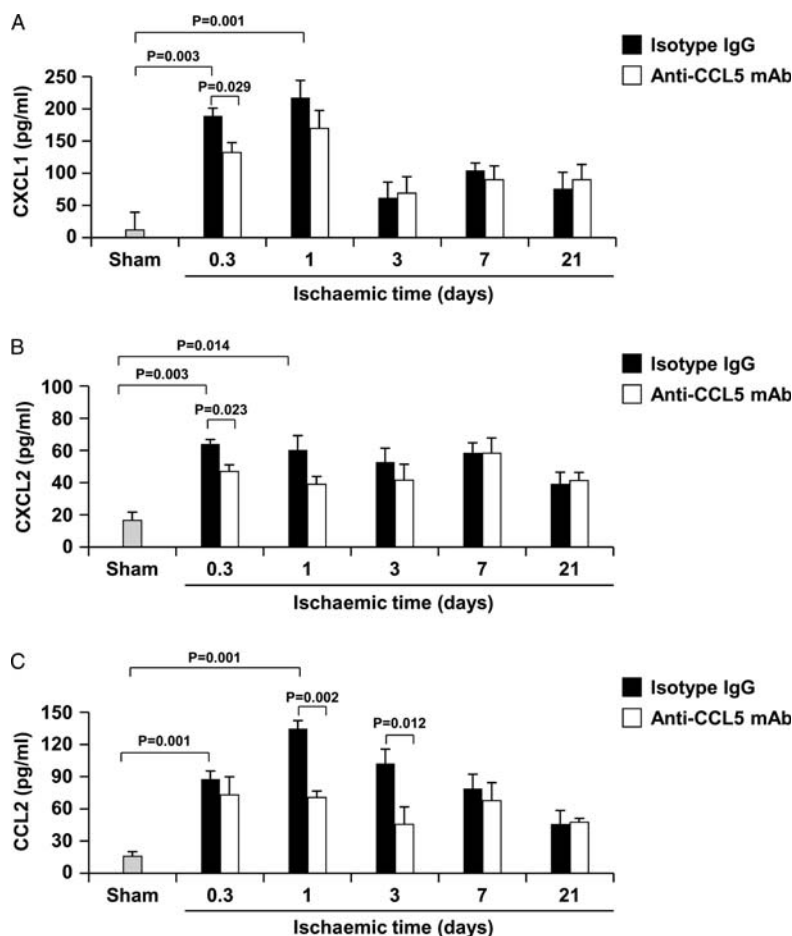 A
P=0.001
P=0.003
P=0.029
Isotype IgG
Anti-CCL5 mAb
CXCL1 (pg/ml)
250
200
150
100
50
0
Sham 0.3 1 3 7 21
Ischaemic time (days)
B
P=0.014
P=0.003
P=0.023
Isotype IgG
Anti-CCL5 mAb
CXCL2 (pg/ml)
100
80
60
40
20
0
Sham 0.3 1 3 7 21
Ischaemic time (days)
C
P=0.001
P=0.001
P=0.002
P=0.012
Isotype IgG
Anti-CCL5 mAb
CCL2 (pg/ml)
150
120
90
60
30
0
Sham 0.3 1 3 7 21
Ischaemic time (days)